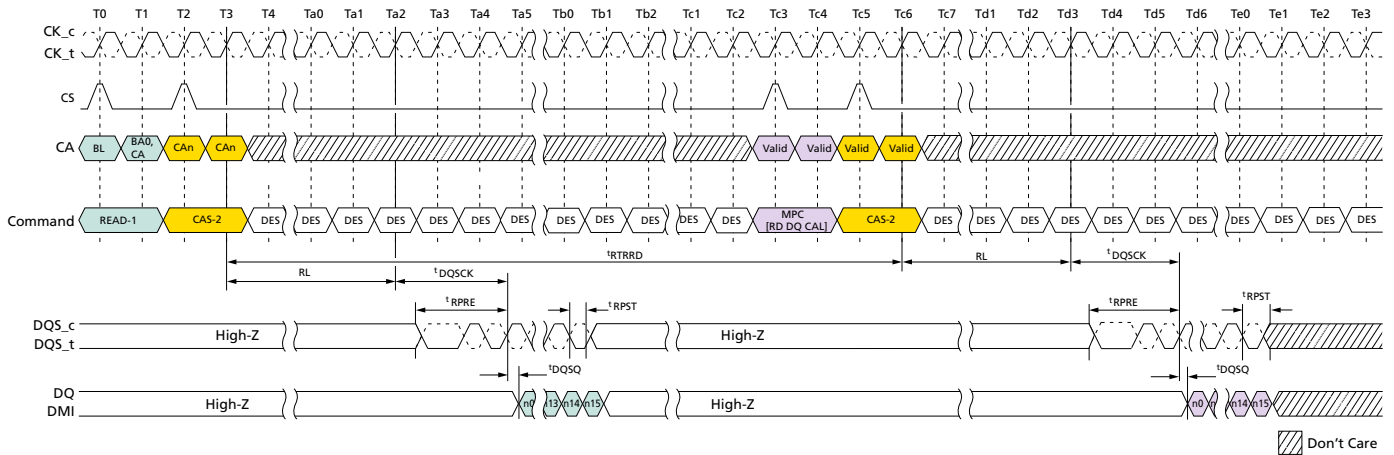 T0 T1 T2 T3 T4 Ta0 Ta1 Ta2 Ta3 Ta4 Ta5 Tb0 Tb1 Tb2 Tc1 Tc2 Tc3 Tc4 Tc5 Tc6 Tc7 Td1 Td2 Td3 Td4 Td5 Td6 Te0 Te1 Te2 Te3
CK_c
CK_t
CS
CA BL BA0, CA CAn CAn Valid Valid Valid Valid
Command READ-1 CAS-2 DES DES DES DES DES DES DES DES DES DES DES DES MPC [RD DQ CAL] CAS-2 DES DES DES DES DES DES DES DES DES DES DES
tRTRRD
RL tDQSCK RL tDQSCK
tRPRE tRPST tRPRE tRPST
DQS_c
DQS_t
High-Z High-Z
tDQSQ tDQSQ
DQ
DMI
High-Z n0 n13 n14 n15 High-Z n0 n14 n15
Don't Care